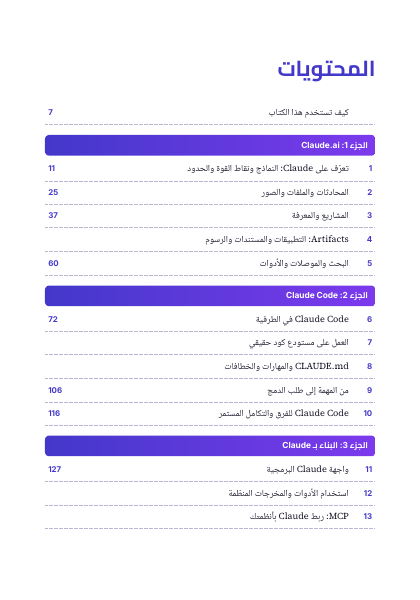 المحتويات
كيف تستخدم هذا الكتاب 7
الجزء 1: Claude.ai
1 تعرّف على Claude: النماذج ونقاط القوة والحدود 11
2 المحادثات والملفات والصور 25
3 المشاريع والمعرفة 37
4 Artifacts: التطبيقات والمستندات والرسوم
5 البحث والموصلات والأدوات 60
الجزء 2: Claude Code
6 Claude Code في الطرفية 72
7 العمل على مستودع كود حقيقي
8 CLAUDE.md والمهارات والخطافات
9 من المهمة إلى طلب الدمج 106
10 Claude Code للفرق والتكامل المستمر 116
الجزء 3: البناء بـ Claude
11 واجهة Claude البرمجية 127
12 استخدام الأدوات والمخرجات المنظمة
13 MCP: ربط Claude بأنظمتك